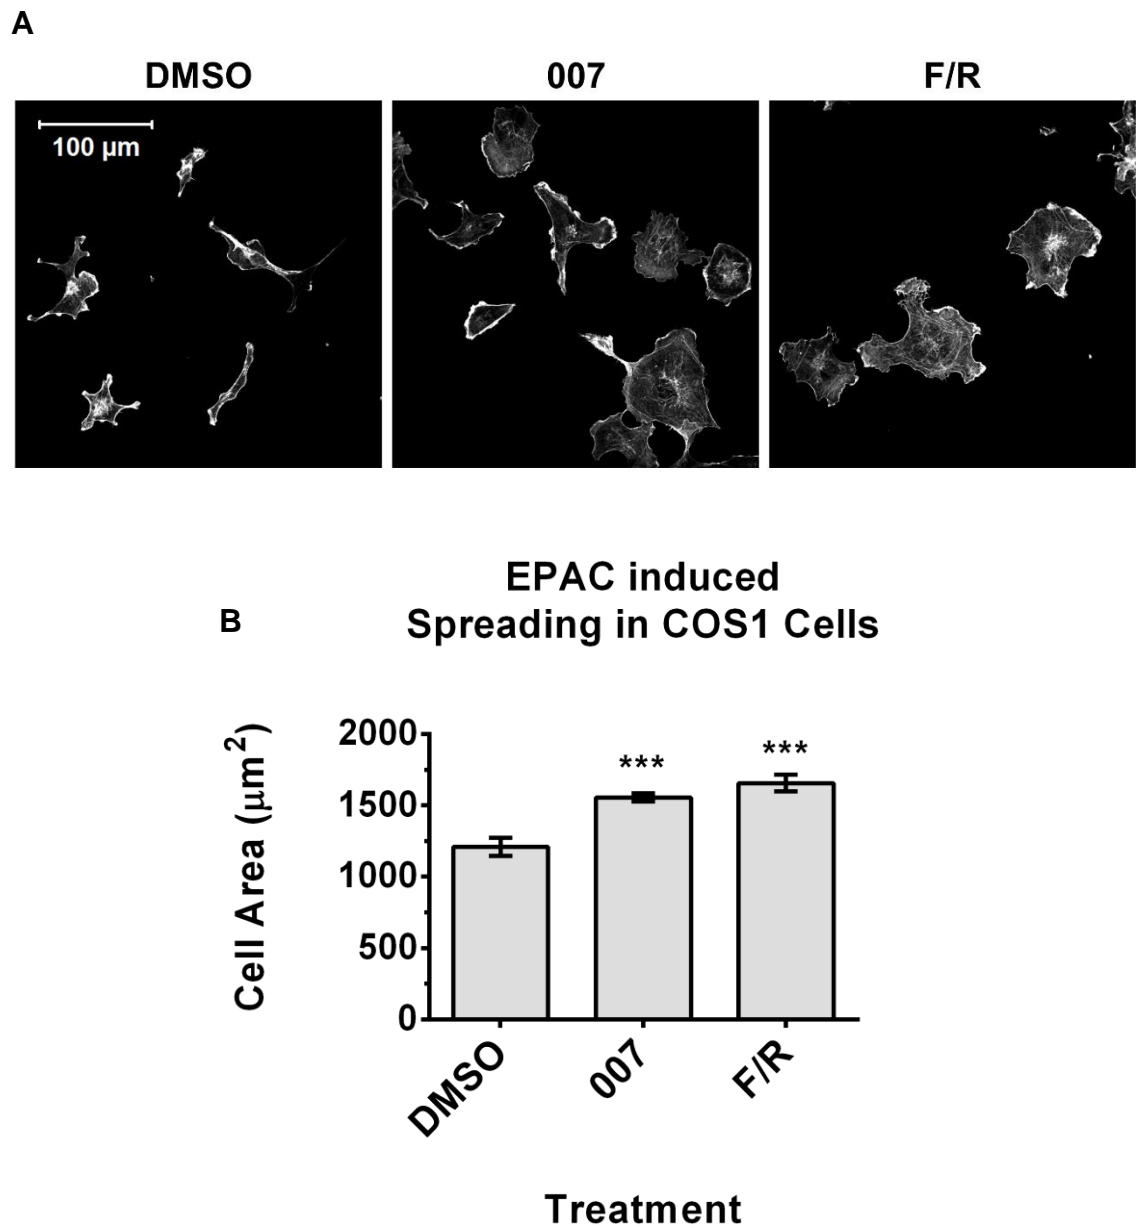 A
DMSO
007
F/R
100 µm
EPAC induced
Spreading in COS1 Cells
B
Cell Area (µm²)
2000
1500
1000
500
0
***
***
DMSO
007
F/R
Treatment